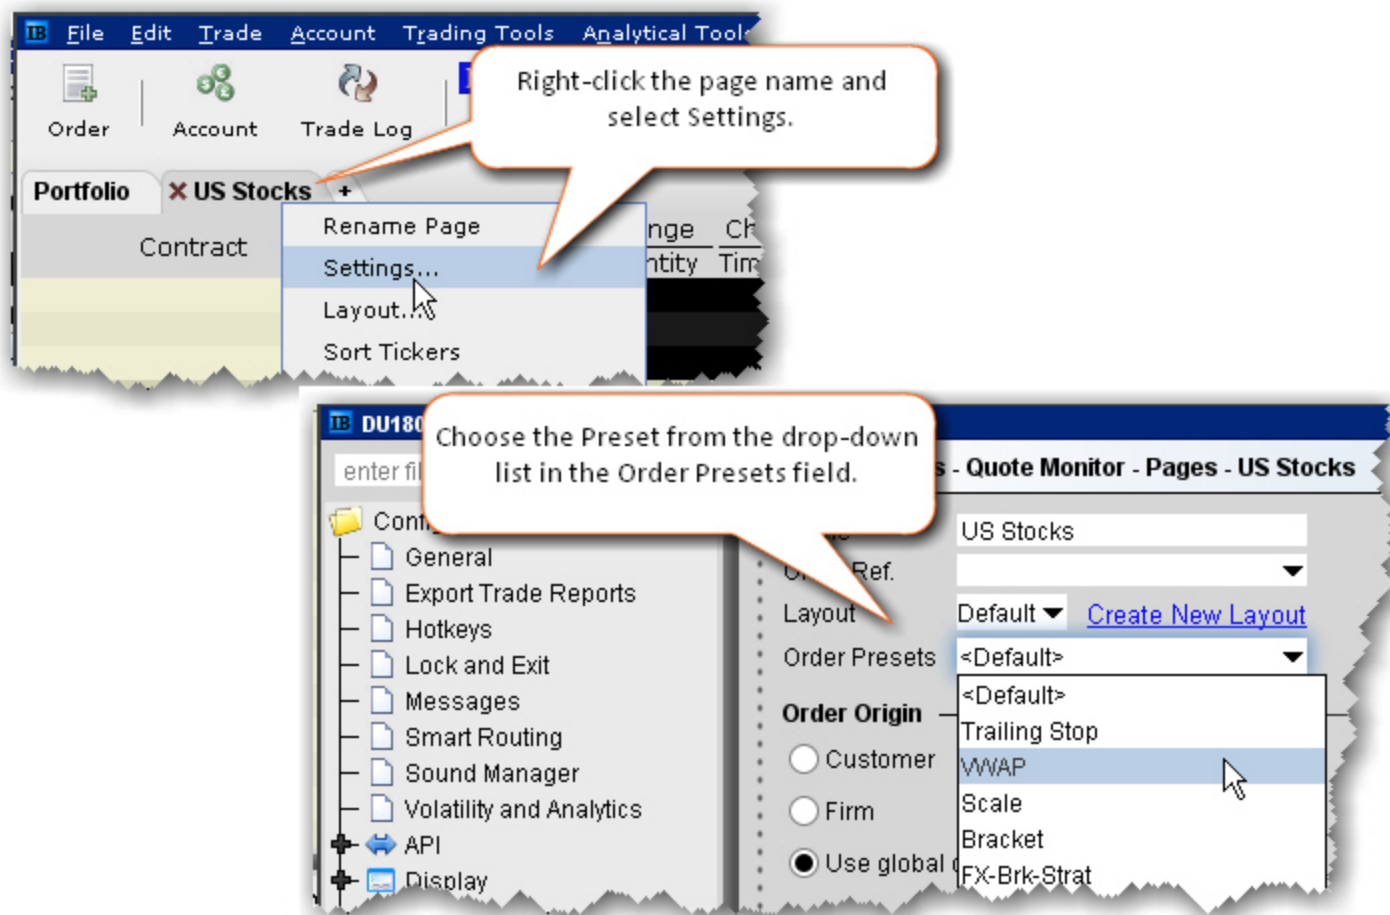 IB File Edit Trade Account Trading Tools Analytical Tools
Right-click the page name and
select Settings.
Order Account Trade Log
Portfolio US Stocks +
Contract
Rename Page
Settings...
Layout...
Sort Tickers
IB DU180
Choose the Preset from the drop-down
list in the Order Presets field.
- Quote Monitor - Pages - US Stocks
enter
US Stocks
General
Ref.
Export Trade Reports
Layout Default Create New Layout
Hotkeys
Order Presets <Default>
Lock and Exit
<Default>
Messages
Order Origin
Trailing Stop
Smart Routing
Customer
VWAP
Sound Manager
Scale
Volatility and Analytics
Firm
Bracket
API
Use global
FX-Brk-Strat
Display